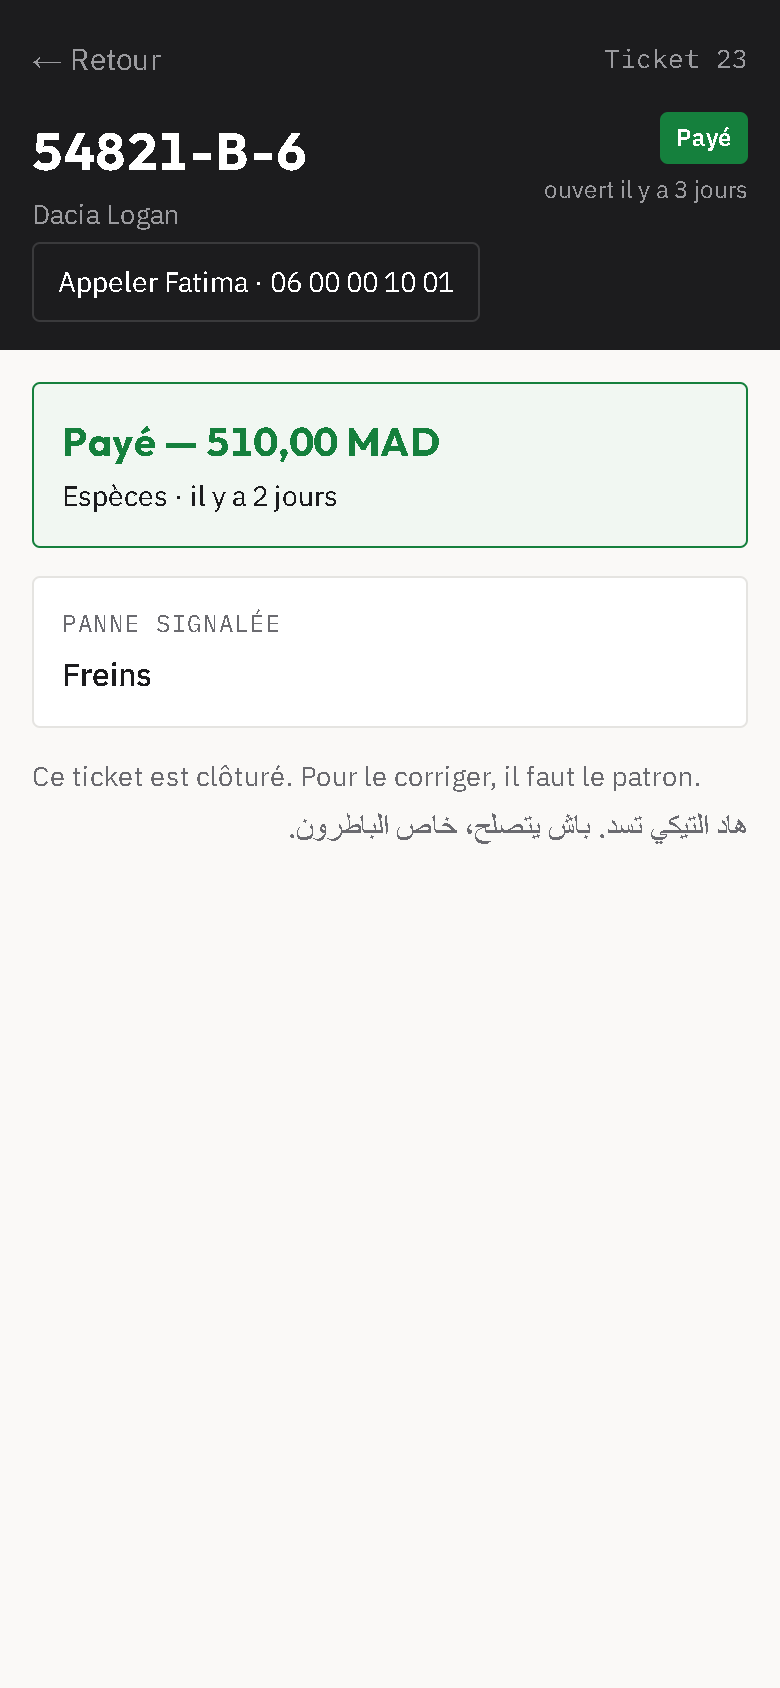 ← Retour
Ticket 23
54821-B-6
Payé
Dacia Logan
ouvert il y a 3 jours
Appeler Fatima · 06 00 00 10 01
Payé — 510,00 MAD
Espèces · il y a 2 jours
PANNE SIGNALÉE
Freins
Ce ticket est clôturé. Pour le corriger, il faut le patron.
هاد التيكي تسد. باش يتصلح، خاص الباطرون.